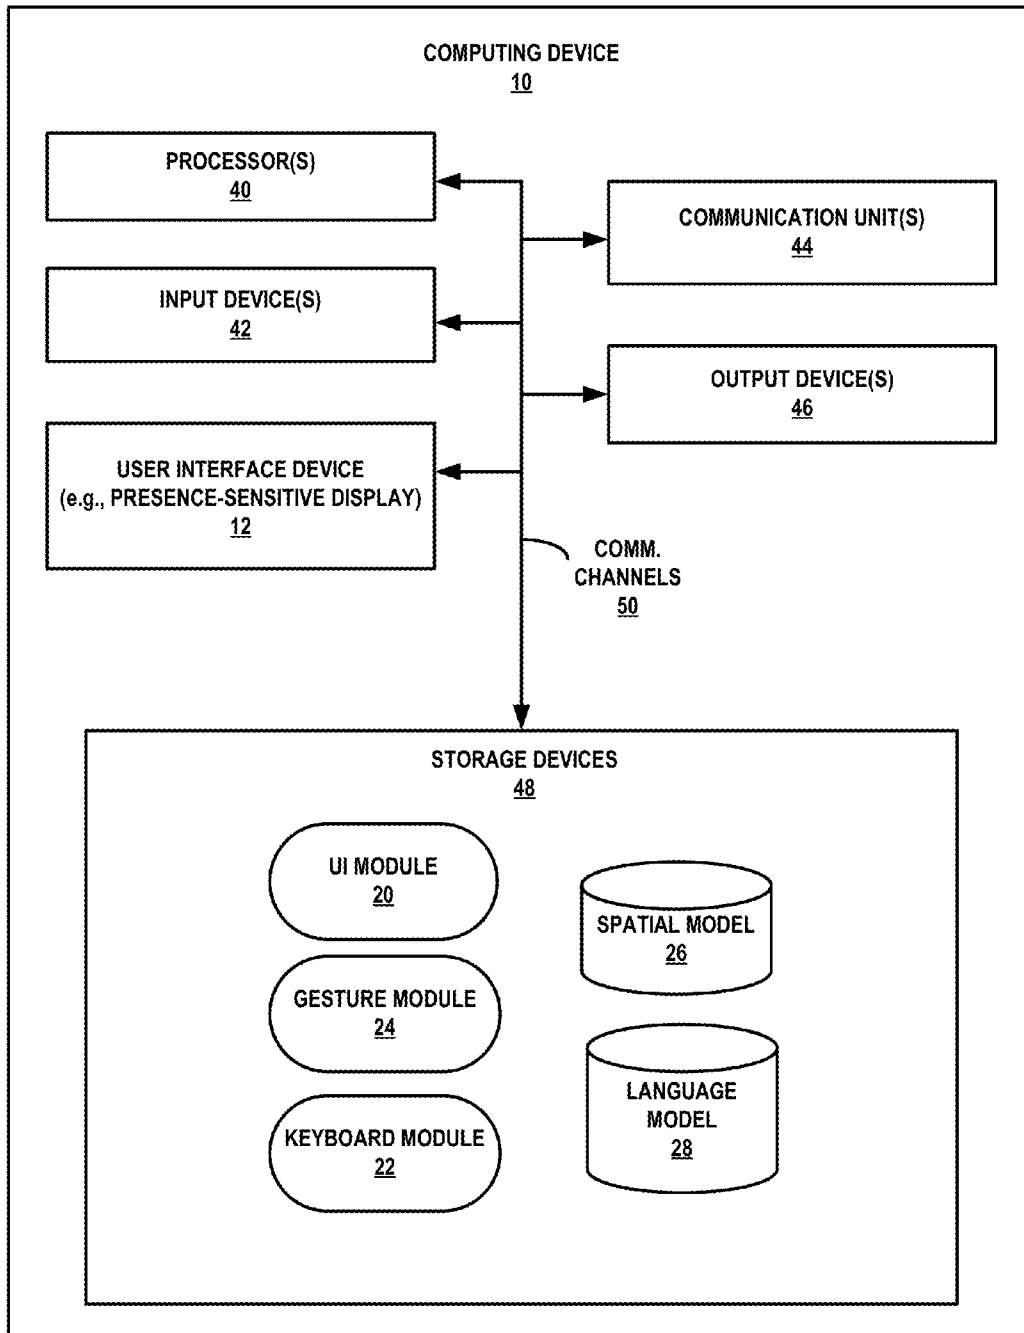 COMPUTING DEVICE
10
PROCESSOR(S)
40
COMMUNICATION UNIT(S)
44
INPUT DEVICE(S)
42
OUTPUT DEVICE(S)
46
USER INTERFACE DEVICE
(e.g., PRESENCE-SENSITIVE DISPLAY)
12
COMM.
CHANNELS
50
STORAGE DEVICES
48
UI MODULE
20
SPATIAL MODEL
26
GESTURE MODULE
24
LANGUAGE
MODEL
28
KEYBOARD MODULE
22